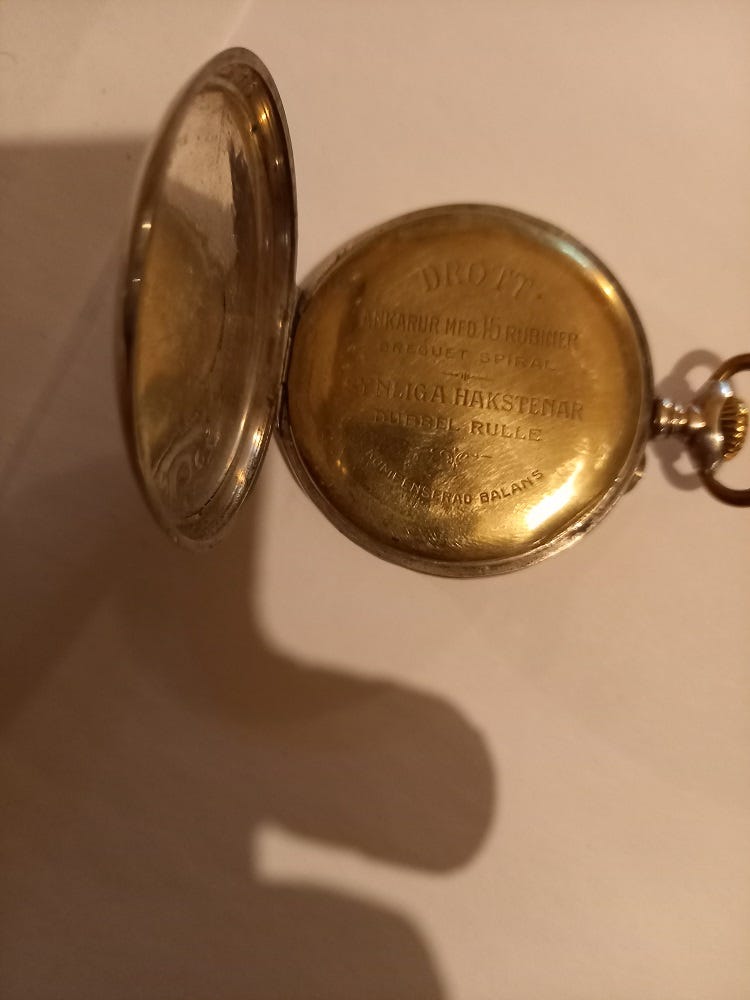 DROTT.
ANKARUR MED 15 RUBINER
BREGUET SPIRAL
SYNLIGA HAKSTENAR
DUBBEL RULLE
KOMPENSERAD BALANS